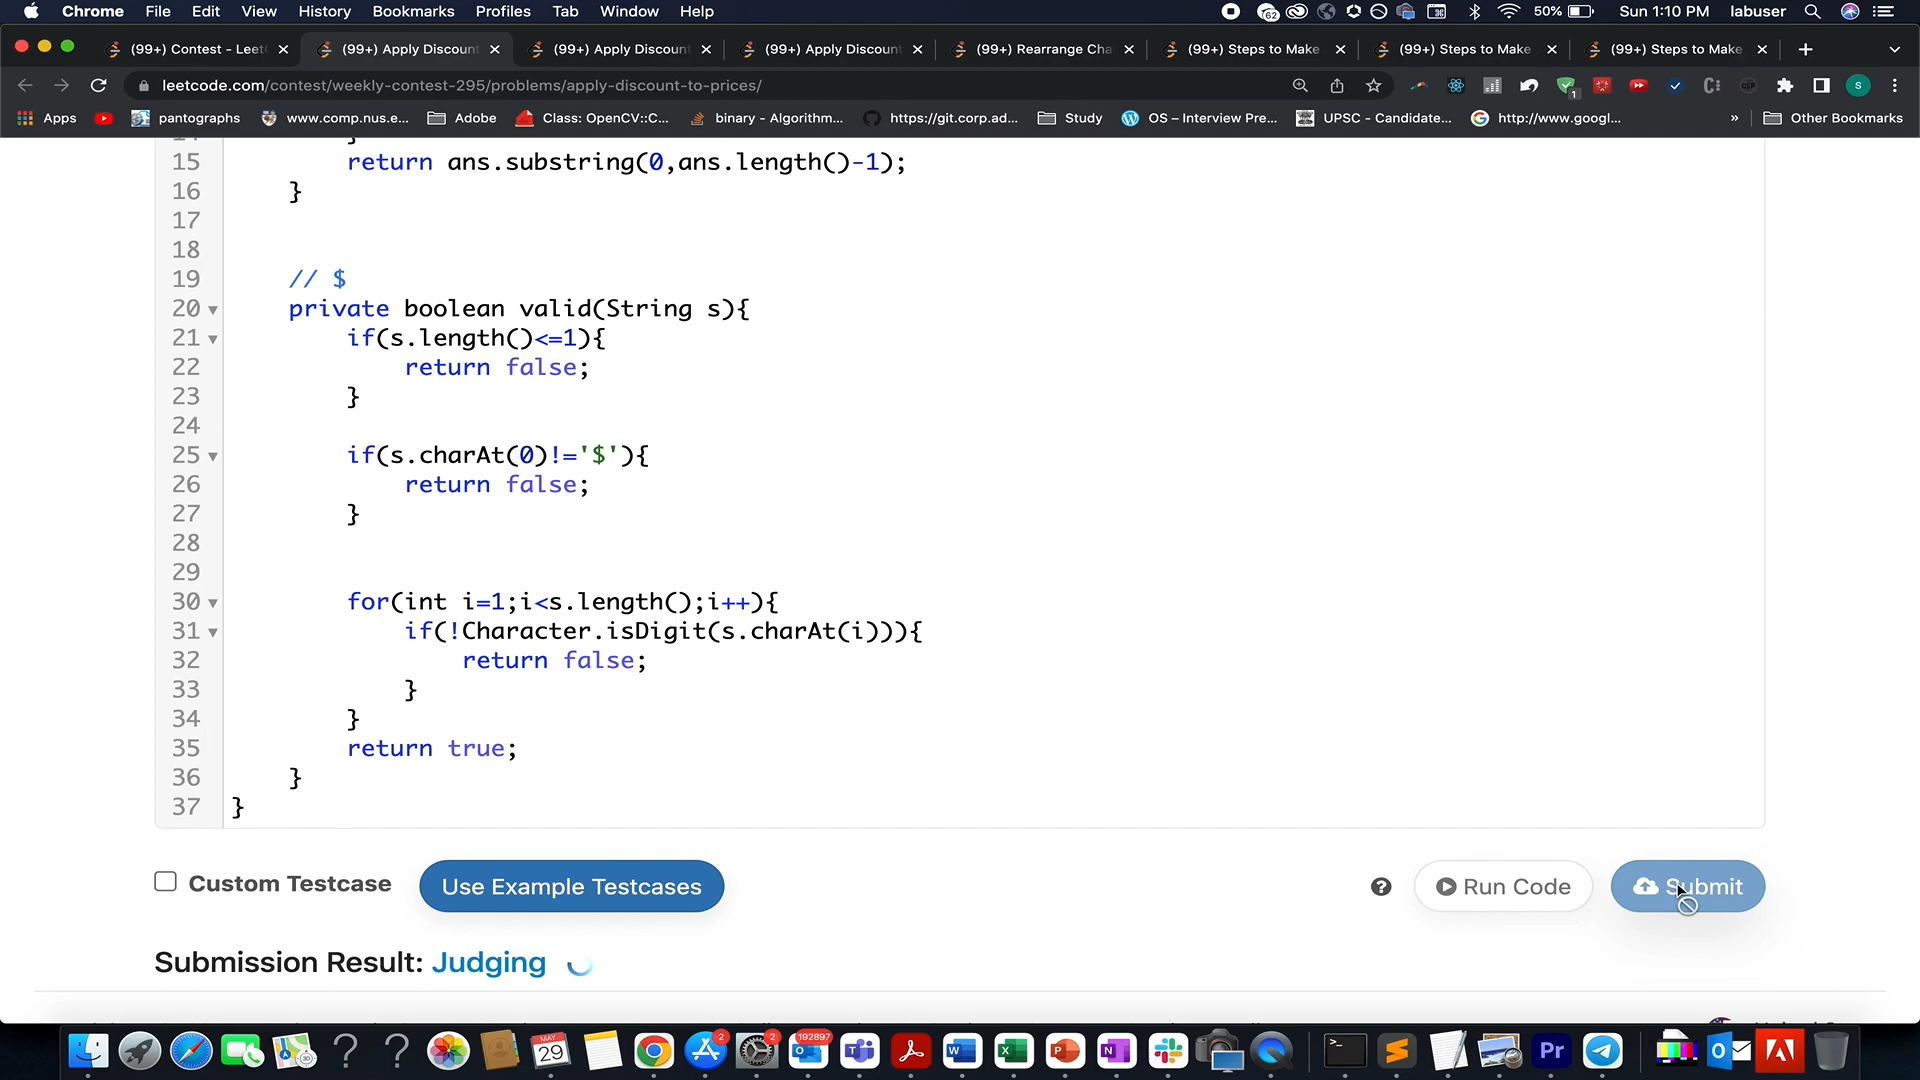 Chrome File Edit View History Bookmarks Profiles Tab Window Help 62 50% Sun 1:10 PM labuser
(99+) Contest - Leet (99+) Apply Discount (99+) Apply Discount (99+) Apply Discount (99+) Rearrange Cha (99+) Steps to Make (99+) Steps to Make (99+) Steps to Make
leetcode.com/contest/weekly-contest-295/problems/apply-discount-to-prices/
Apps pantographs www.comp.nus.e... Adobe Class: OpenCV::C... binary - Algorithm... https://git.corp.ad... Study OS – Interview Pre... UPSC - Candidate... http://www.googl... » Other Bookmarks
14 }
15 return ans.substring(0,ans.length()-1);
16 }
17
18
19 // $
20 private boolean valid(String s){
21 if(s.length()<=1){
22 return false;
23 }
24
25 if(s.charAt(0)!='$'){
26 return false;
27 }
28
29
30 for(int i=1;i<s.length();i++){
31 if(!Character.isDigit(s.charAt(i))){
32 return false;
33 }
34 }
35 return true;
36 }
37 }
Custom Testcase Use Example Testcases ? Run Code Submit
Submission Result: Judging
MAY 29 2 2 192897